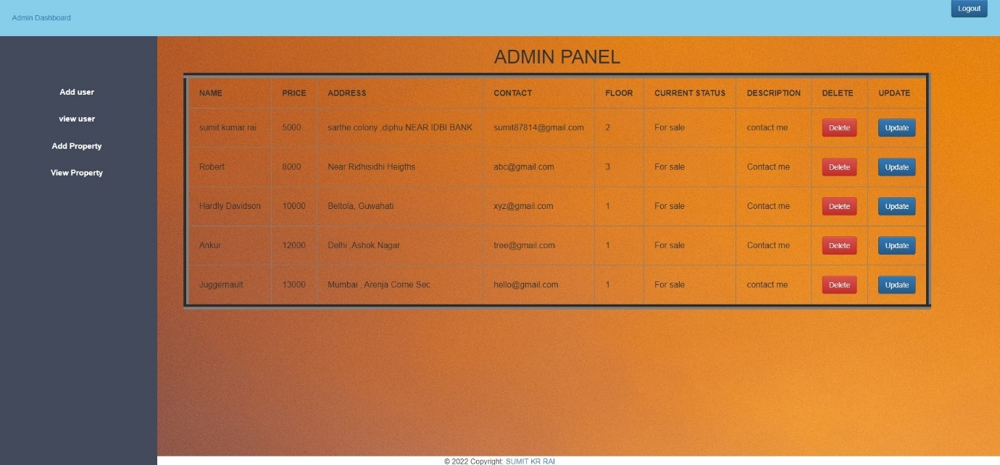 Admin Dashboard
Logout
Add user
view user
Add Property
View Property
ADMIN PANEL
NAME PRICE ADDRESS CONTACT FLOOR CURRENT STATUS DESCRIPTION DELETE UPDATE
sumit kumar rai 5000 sarthe colony ,diphu NEAR IDBI BANK sumit87814@gmail.com 2 For sale contact me Delete Update
Robert 8000 Near Ridhisidhi Heigths abc@gmail.com 3 For sale Contact me Delete Update
Hardly Davidson 10000 Beltola, Guwahati xyz@gmail.com 1 For sale Contact me Delete Update
Ankur 12000 Delhi ,Ashok Nagar tree@gmail.com 1 For sale Contact me Delete Update
Juggernault 13000 Mumbai , Arenja Corne Sec hello@gmail.com 1 For sale contact me Delete Update
© 2022 Copyright: SUMIT KR RAI